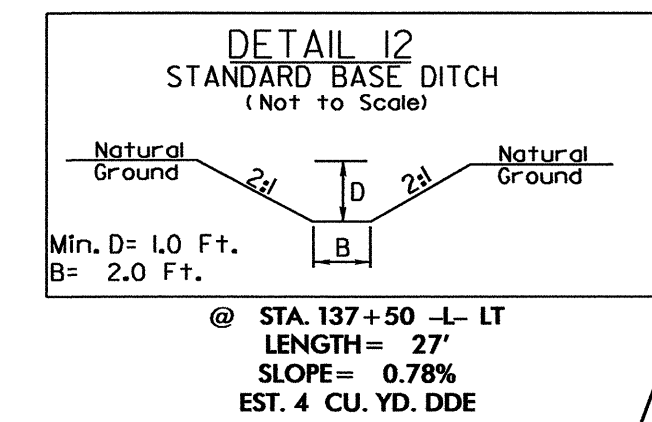 DETAIL 12
STANDARD BASE DITCH
(Not to Scale)
Natural
Ground
2:1
D
2:1
Natural
Ground
B
Min. D= 1.0 Ft.
B= 2.0 Ft.
@ STA. 137+50 -L- LT
LENGTH= 27'
SLOPE= 0.78%
EST. 4 CU. YD. DDE